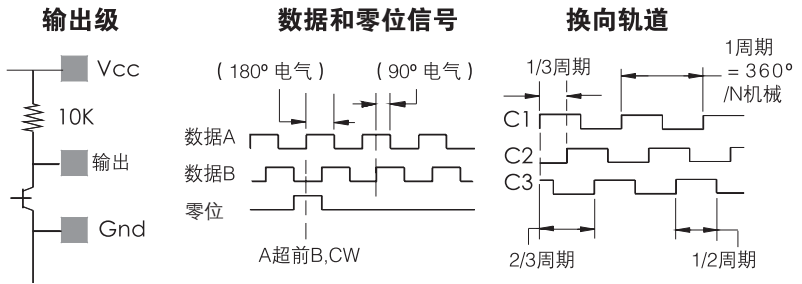 输出级
Vcc
10K
输出
Gnd
数据和零位信号
(180º 电气)
(90º 电气)
数据A
数据B
零位
A超前B,CW
换向轨道
1/3周期
1周期
= 360º
/N机械
C1
C2
C3
2/3周期
1/2周期